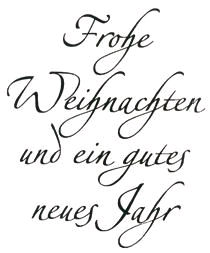 Frohe
Weihnachten
und ein gutes
neues Jahr